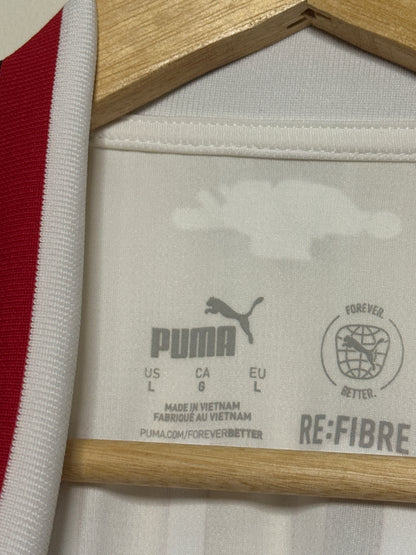 PUMA
US CA EU
L G L
MADE IN VIETNAM
FABRIQUÉ AU VIETNAM
PUMA.COM/FOREVERBETTER
FOREVER.
BETTER.
RE:FIBRE